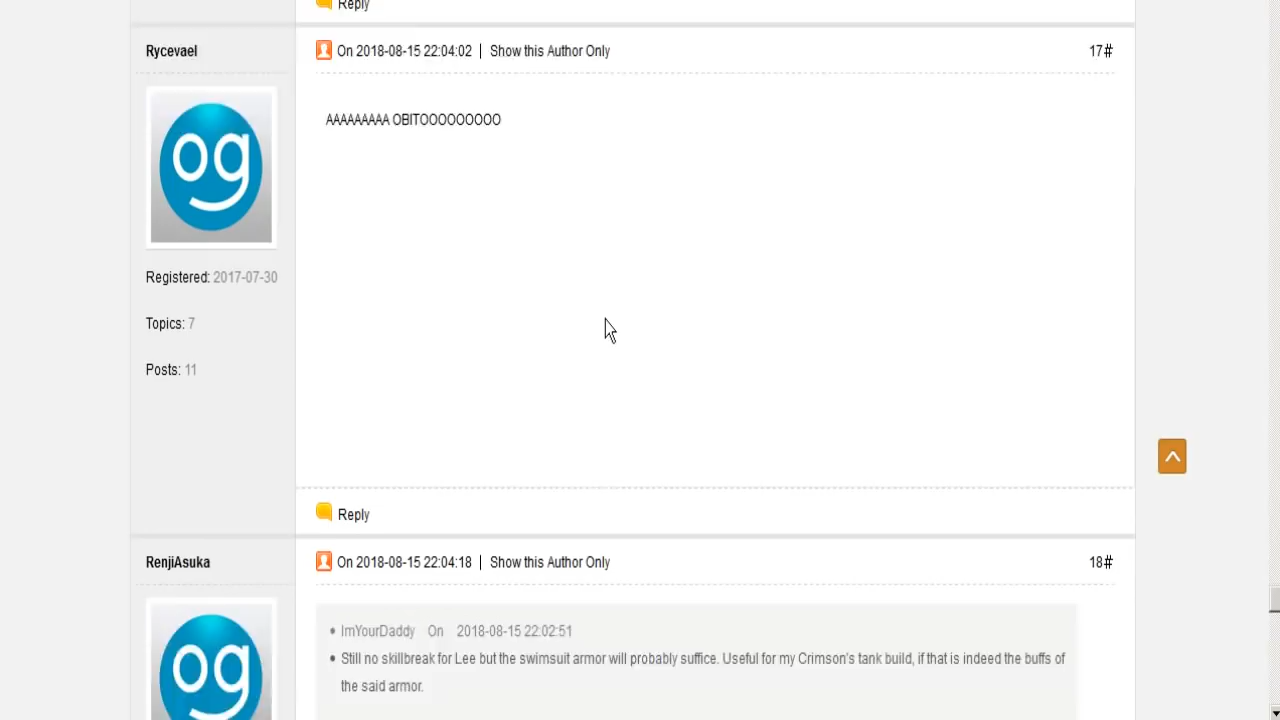 Reply
Rycevael
On 2018-08-15 22:04:02 | Show this Author Only
17#
AAAAAAAAA OBITOOOOOOOOO
og
Registered: 2017-07-30
Topics: 7
Posts: 11
Reply
RenjiAsuka
On 2018-08-15 22:04:18 | Show this Author Only
18#
og
• ImYourDaddy On 2018-08-15 22:02:51
• Still no skillbreak for Lee but the swimsuit armor will probably suffice. Useful for my Crimson's tank build, if that is indeed the buffs of
the said armor.